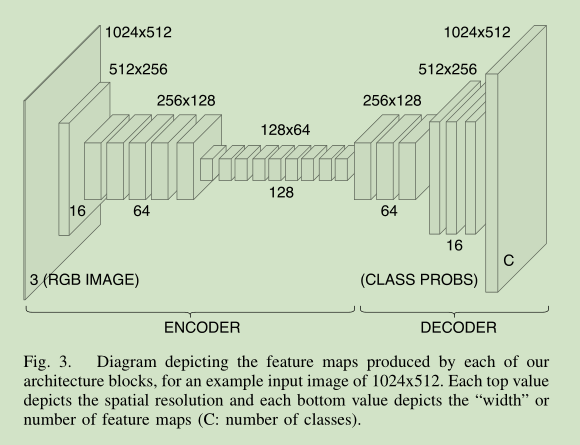 1024x512
1024x512
512x256
512x256
256x128
256x128
128x64
16
64
128
64
16
C
3 (RGB IMAGE)
(CLASS PROBS)
ENCODER
DECODER
Fig. 3. Diagram depicting the feature maps produced by each of our
architecture blocks, for an example input image of 1024x512. Each top value
depicts the spatial resolution and each bottom value depicts the “width” or
number of feature maps (C: number of classes).